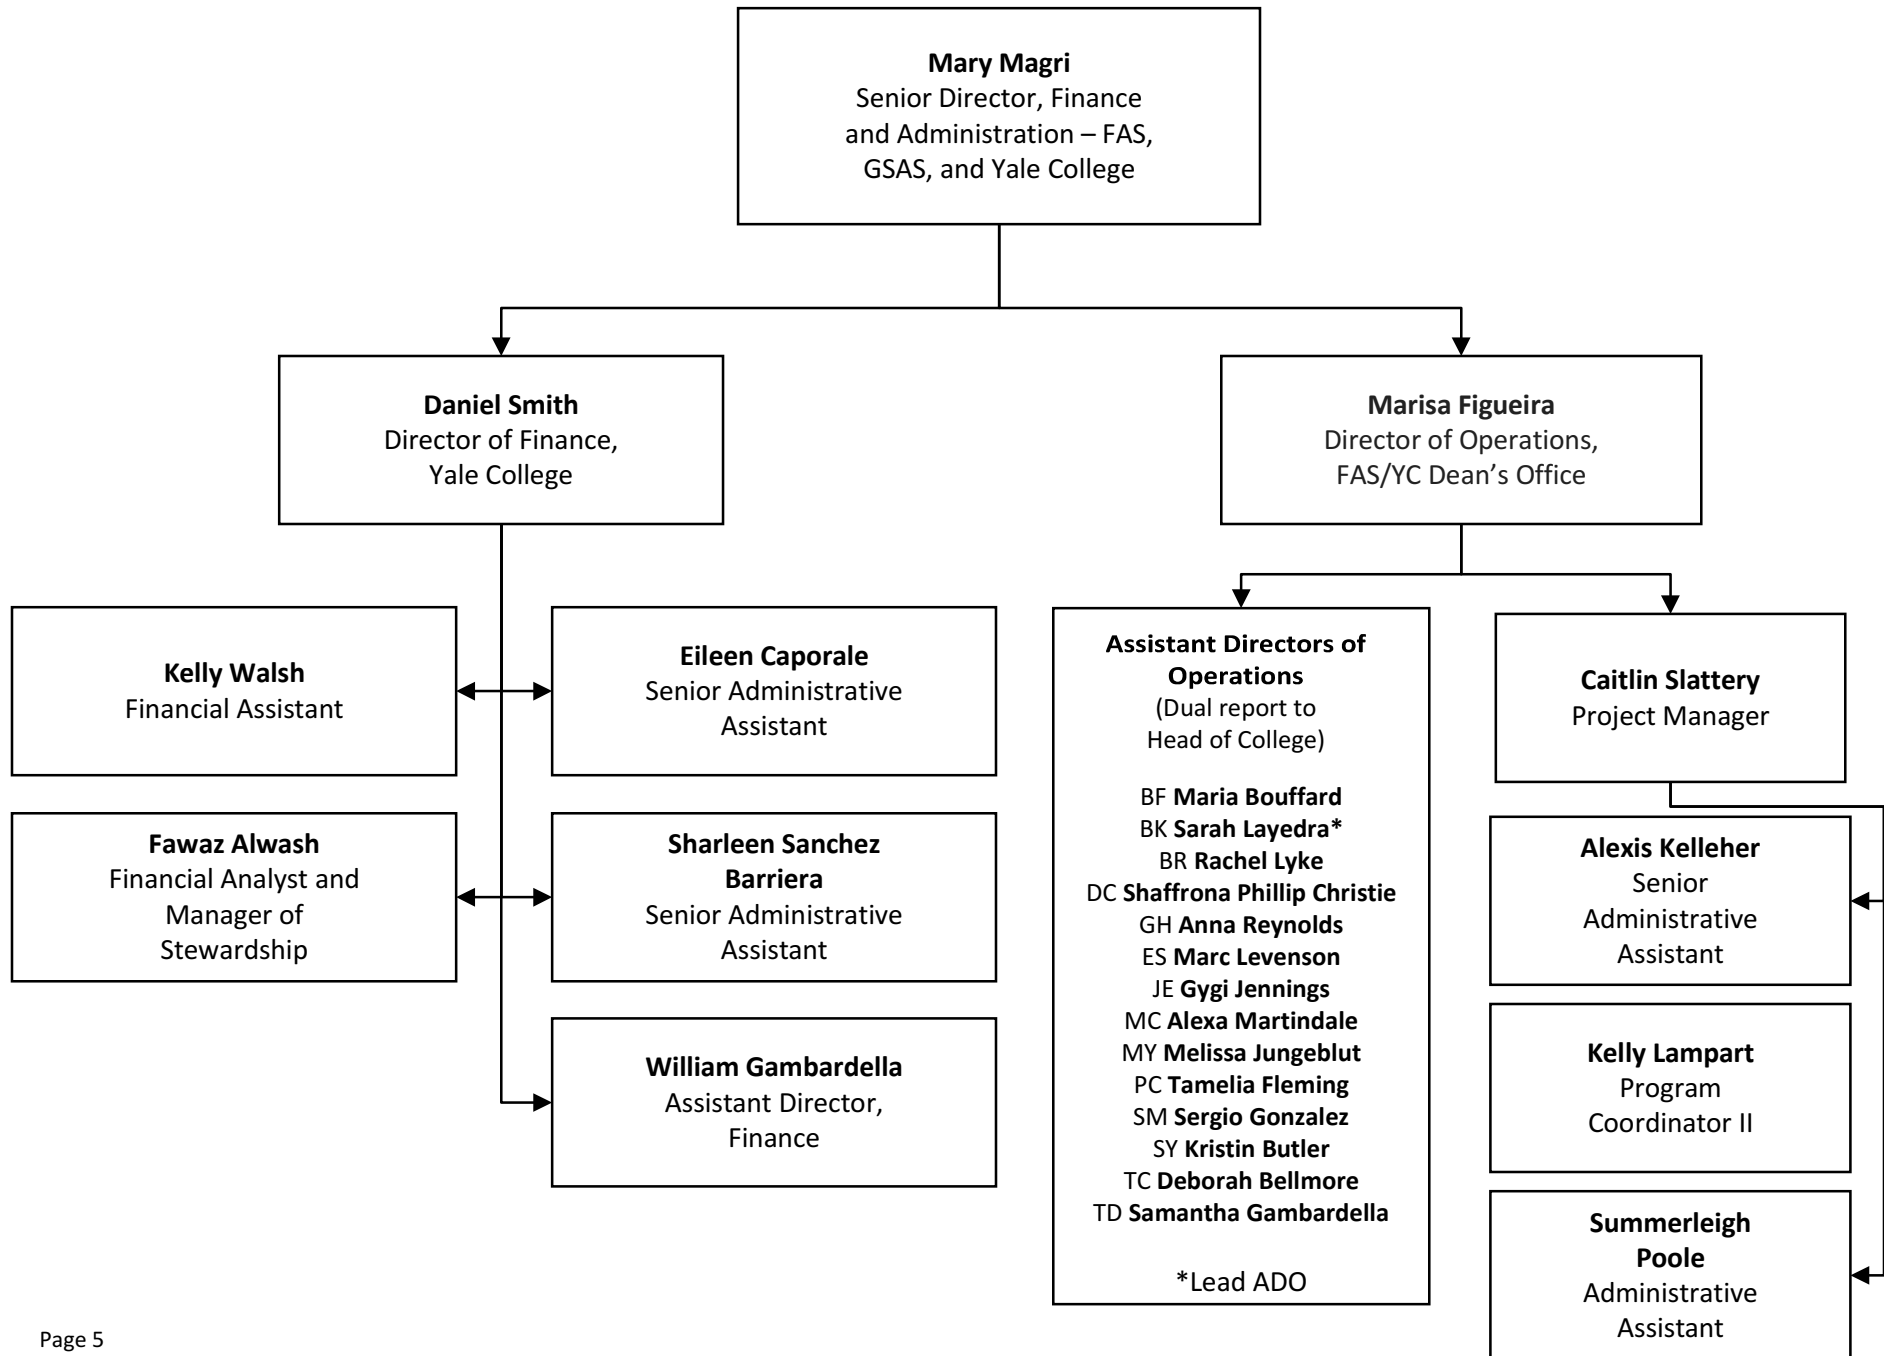 Mary Magri
Senior Director, Finance
and Administration – FAS,
GSAS, and Yale College
Daniel Smith
Director of Finance,
Yale College
Marisa Figueira
Director of Operations,
FAS/YC Dean’s Office
Kelly Walsh
Financial Assistant
Eileen Caporale
Senior Administrative
Assistant
Fawaz Alwash
Financial Analyst and
Manager of
Stewardship
Sharleen Sanchez
Barriera
Senior Administrative
Assistant
William Gambardella
Assistant Director,
Finance
Assistant Directors of
Operations
(Dual report to
Head of College)
BF Maria Bouffard
BK Sarah Layedra*
BR Rachel Lyke
DC Shaffrona Phillip Christie
GH Anna Reynolds
ES Marc Levenson
JE Gygi Jennings
MC Alexa Martindale
MY Melissa Jungeblut
PC Tamelia Fleming
SM Sergio Gonzalez
SY Kristin Butler
TC Deborah Bellmore
TD Samantha Gambardella
*Lead ADO
Caitlin Slattery
Project Manager
Alexis Kelleher
Senior
Administrative
Assistant
Kelly Lampart
Program
Coordinator II
Summerleigh
Poole
Administrative
Assistant
Page 5